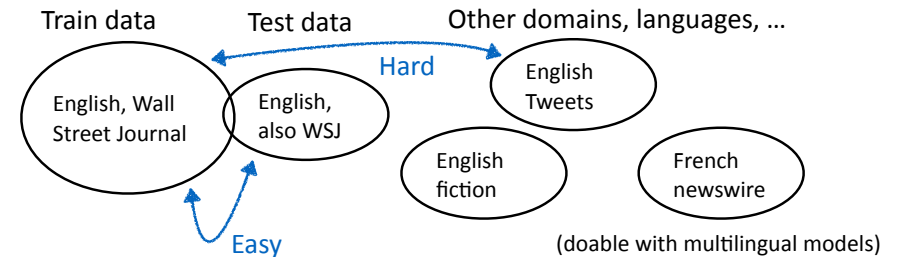 Train data
Test data
Other domains, languages, …
Hard
English, Wall
Street Journal
English,
also WSJ
English
Tweets
English
fiction
French
newswire
Easy
(doable with multilingual models)